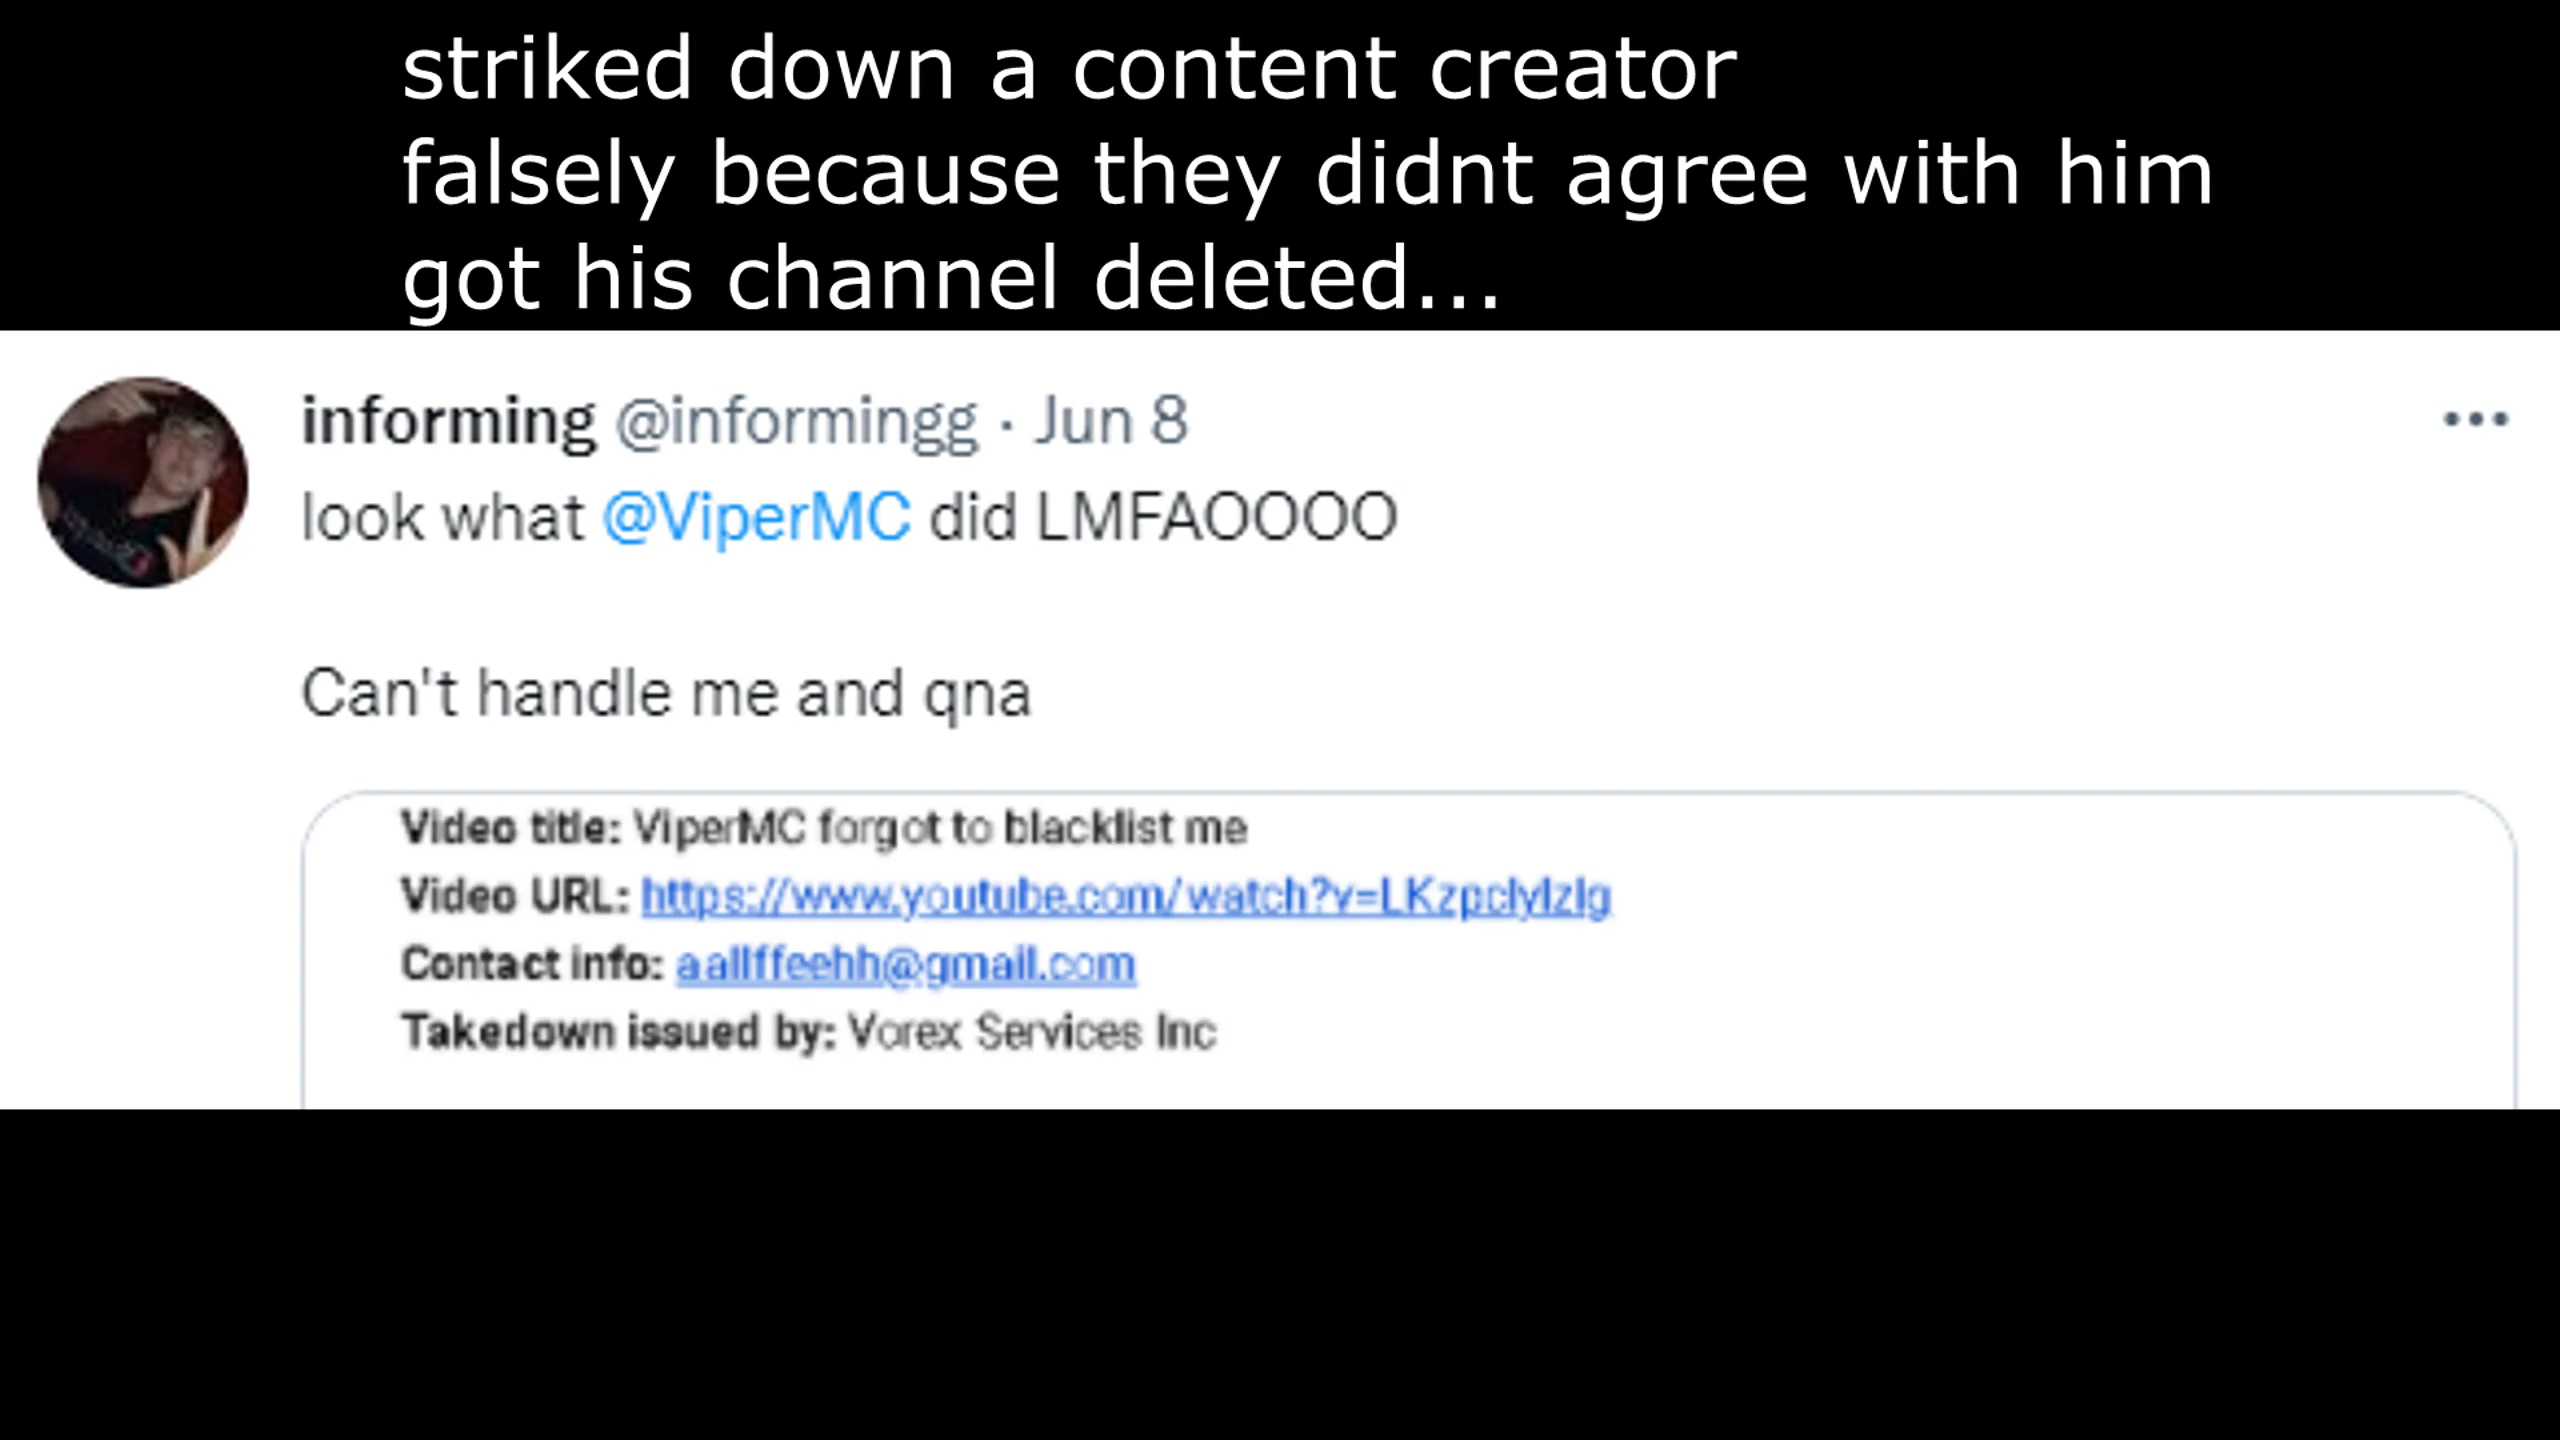 striked down a content creator
falsely because they didnt agree with him
got his channel deleted...
informing @informingg · Jun 8
look what @ViperMC did LMFAOOOO
Can't handle me and qna
Video title: ViperMC forgot to blacklist me
Video URL: https://www.youtube.com/watch?v=LKzpclylzlg
Contact info: aallffeehh@gmail.com
Takedown issued by: Vorex Services Inc